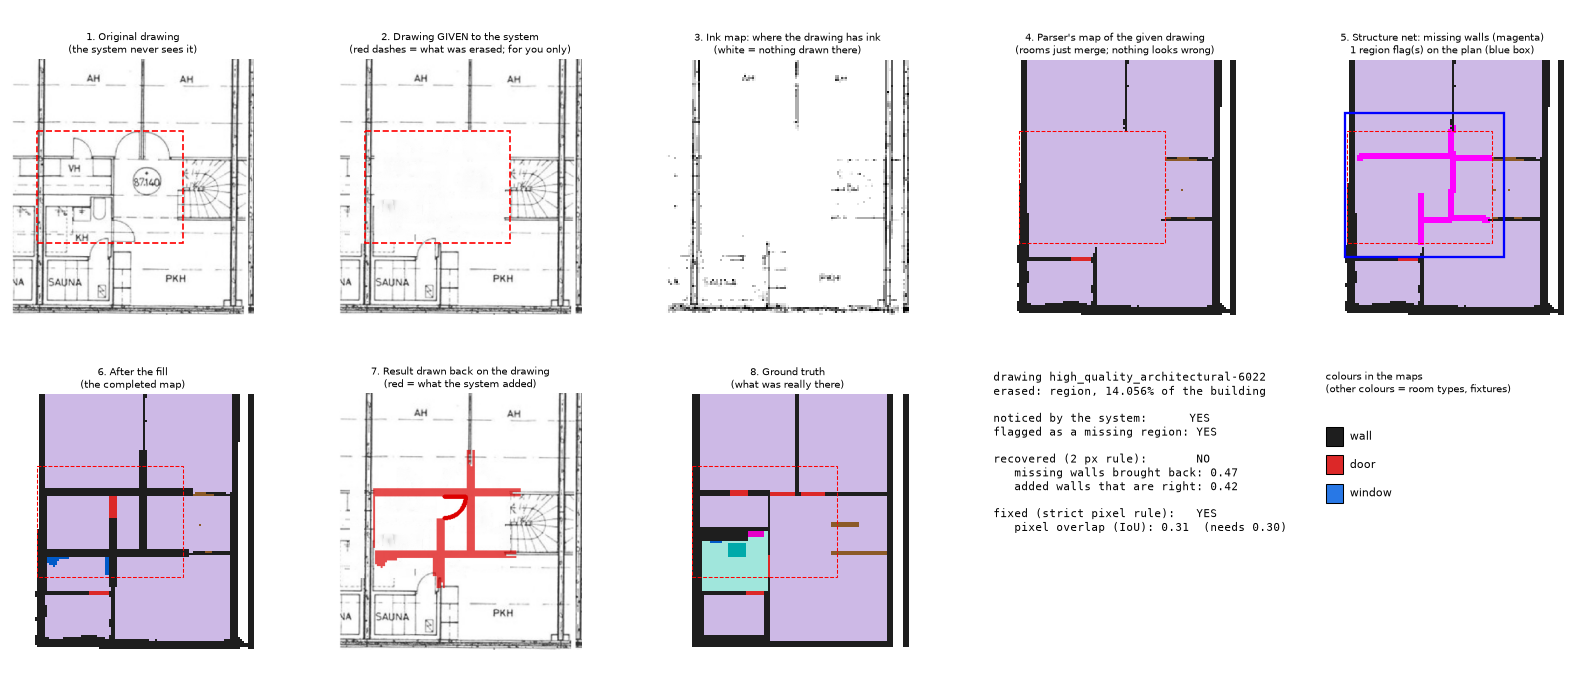 1. Original drawing
(the system never sees it)
2. Drawing GIVEN to the system
(red dashes = what was erased; for you only)
3. Ink map: where the drawing has ink
(white = nothing drawn there)
4. Parser's map of the given drawing
(rooms just merge; nothing looks wrong)
5. Structure net: missing walls (magenta)
1 region flag(s) on the plan (blue box)
AH AH
VH
87.140
KH
NA SAUNA PKH
AH AH
NA SAUNA PKH
AH
PKH
6. After the fill
(the completed map)
7. Result drawn back on the drawing
(red = what the system added)
8. Ground truth
(what was really there)
AH AH
NA SAUNA PKH
drawing high_quality_architectural-6022
erased: region, 14.056% of the building
noticed by the system: YES
flagged as a missing region: YES
recovered (2 px rule): NO
missing walls brought back: 0.47
added walls that are right: 0.42
fixed (strict pixel rule): YES
pixel overlap (IoU): 0.31 (needs 0.30)
colours in the maps
(other colours = room types, fixtures)
wall
door
window